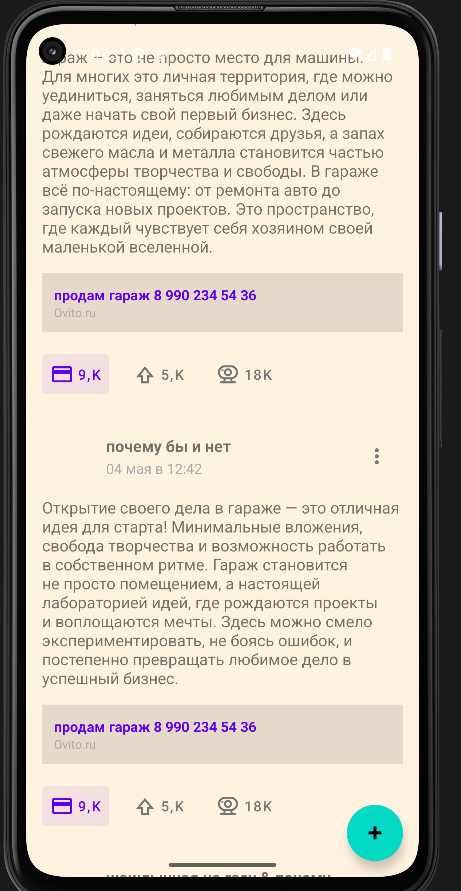 — это не просто место для машины.
Для многих это личная территория, где можно
уединиться, заняться любимым делом или
даже начать свой первый бизнес. Здесь
рождаются идеи, собираются друзья, а запах
свежего масла и металла становится частью
атмосферы творчества и свободы. В гараже
всё по-настоящему: от ремонта авто до
запуска новых проектов. Это пространство,
где каждый чувствует себя хозяином своей
маленькой вселенной.
продам гараж 8 990 234 54 36
Ovito.ru
9,K 5,K 18K
почему бы и нет
04 мая в 12:42
Открытие своего дела в гараже — это отличная
идея для старта! Минимальные вложения,
свобода творчества и возможность работать
в собственном ритме. Гараж становится
не просто помещением, а настоящей
лабораторией идей, где рождаются проекты
и воплощаются мечты. Здесь можно смело
экспериментировать, не боясь ошибок, и
постепенно превращать любимое дело в
успешный бизнес.
продам гараж 8 990 234 54 36
Ovito.ru
9,K 5,K 18K